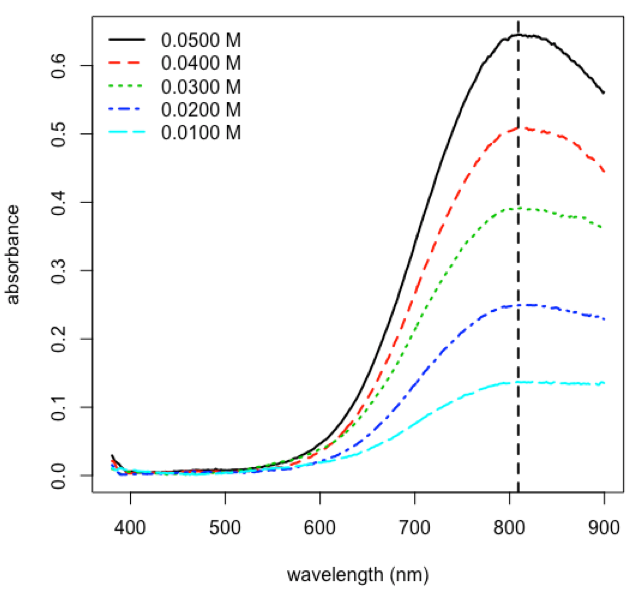 0.0500 M
0.0400 M
0.0300 M
0.0200 M
0.0100 M
absorbance
0.6
0.5
0.4
0.3
0.2
0.1
0.0
400 500 600 700 800 900
wavelength (nm)